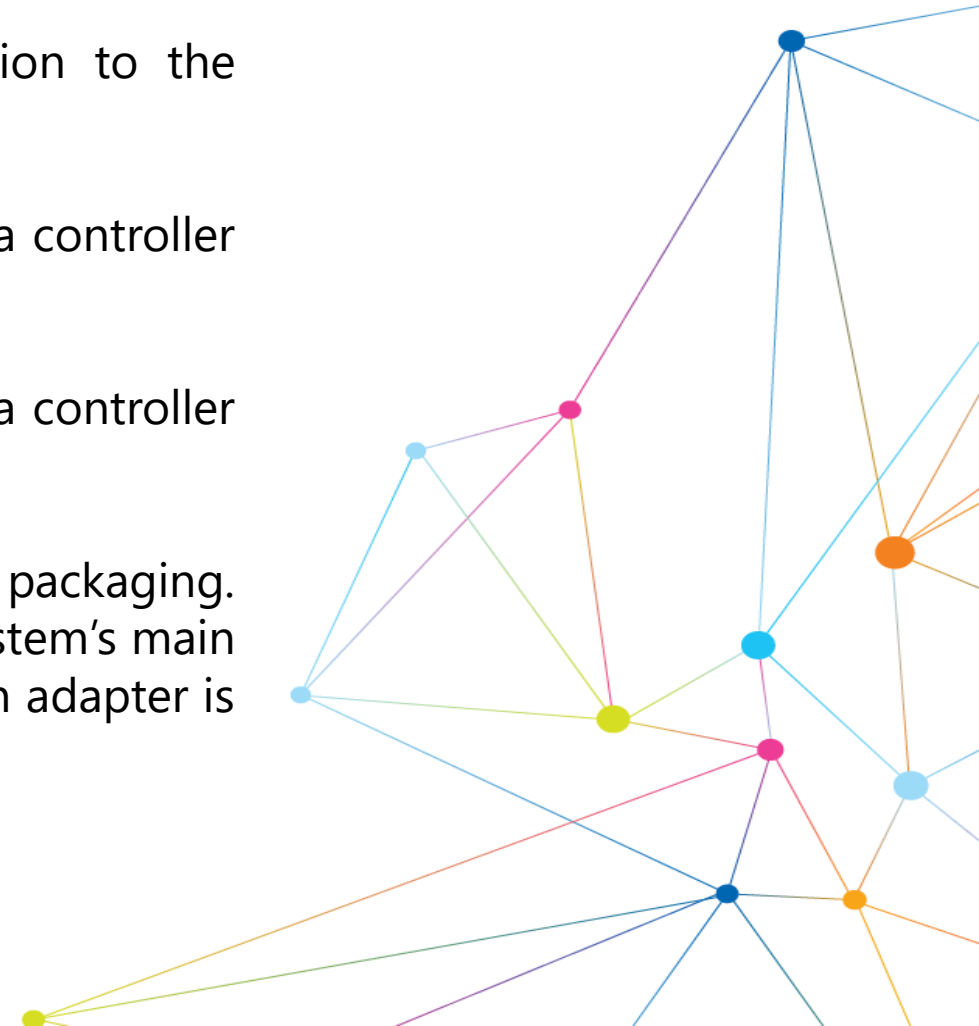 ion to the
a controller
a controller
packaging.
stem’s main
n adapter is